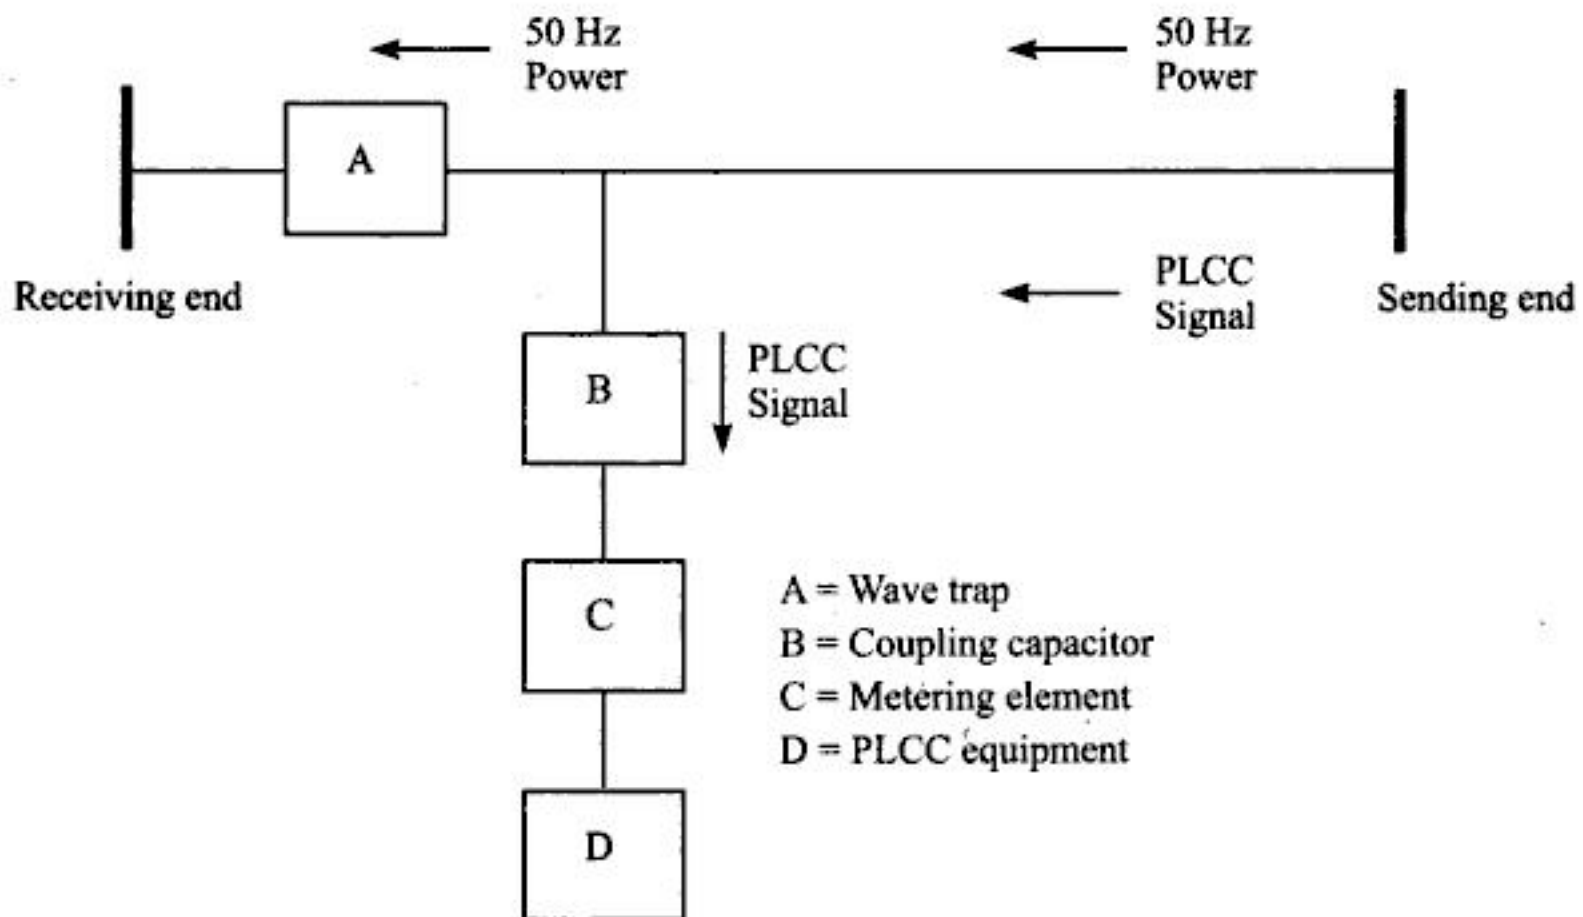 50 Hz
Power
50 Hz
Power
A
Receiving end
PLCC
Signal
Sending end
B
PLCC
Signal
C
A = Wave trap
B = Coupling capacitor
C = Metering element
D = PLCC equipment
D